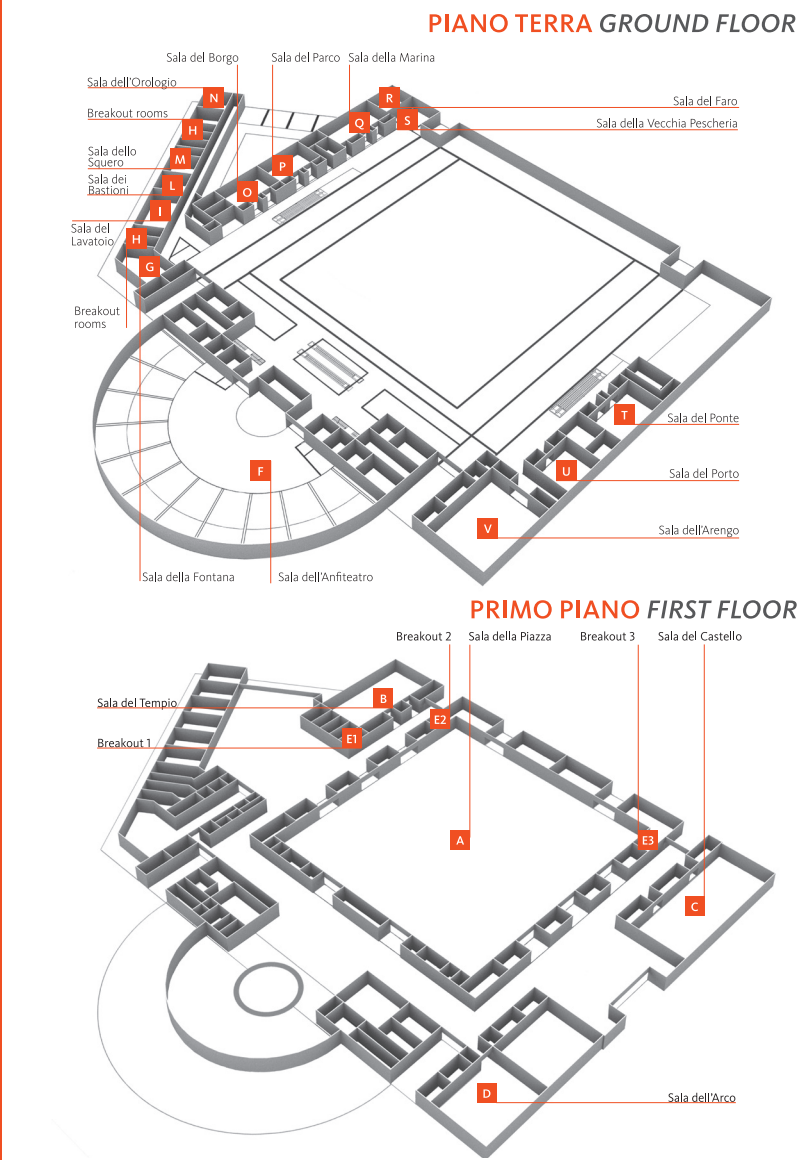 PIANO TERRA GROUND FLOOR
Sala del Borgo
Sala del Parco
Sala della Marina
Sala dell'Orologio
Breakout rooms
Sala dello
Squero
Sala dei
Bastioni
Sala del
Lavatoio
Breakout
rooms
N
H
M
L
I
H
G
O
P
Q
R
S
Sala del Faro
Sala della Vecchia Pescheria
T
Sala del Ponte
U
Sala del Porto
V
Sala dell'Arengo
F
Sala della Fontana
Sala dell'Anfiteatro
PRIMO PIANO FIRST FLOOR
Breakout 2
Sala della Piazza
Breakout 3
Sala del Castello
Sala del Tempio
B
Breakout 1
E1
E2
A
E3
C
D
Sala dell'Arco